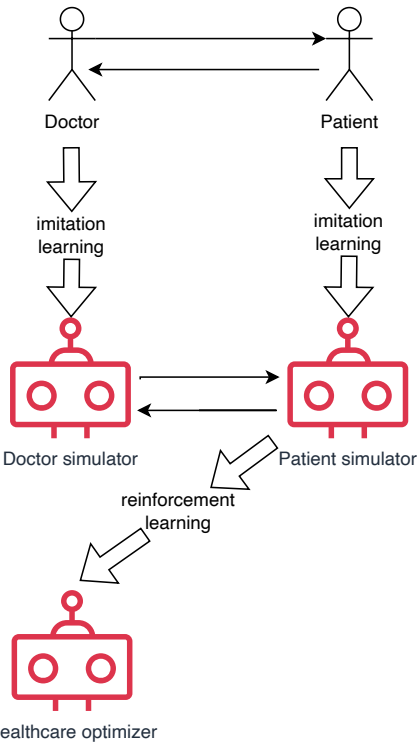 Doctor
Patient
imitation
learning
imitation
learning
Doctor simulator
Patient simulator
reinforcement
learning
ealthcare optimizer